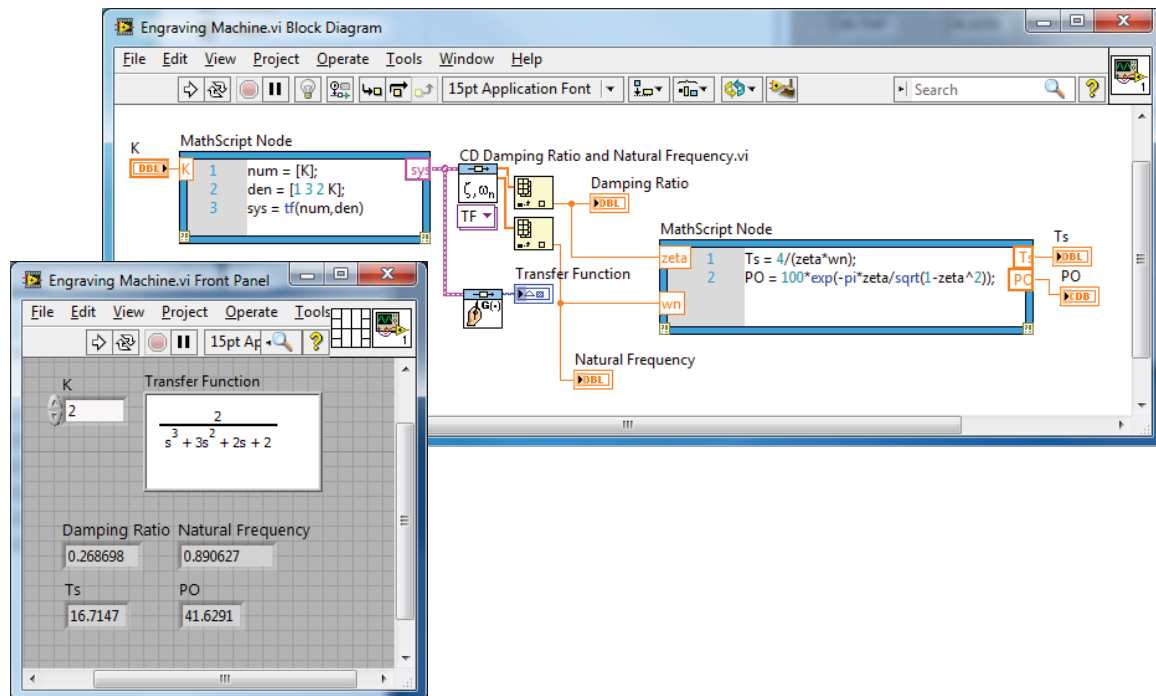 Engraving Machine.vi Block Diagram
File Edit View Project Operate Tools Window Help
15pt Application Font
Search
1
K
DBL
MathScript Node
K
1 num = [K];
2 den = [1 3 2 K];
3 sys = tf(num,den)
sys
CD Damping Ratio and Natural Frequency.vi
ζ, ωn
TF
Damping Ratio
DBL
Transfer Function
G(•)
Natural Frequency
DBL
MathScript Node
zeta
wn
1 Ts = 4/(zeta*wn);
2 PO = 100*exp(-pi*zeta/sqrt(1-zeta^2));
Ts
PO
Ts
DBL
PO
CDB
Engraving Machine.vi Front Panel
File Edit View Project Operate Tools
15pt Ap
1
K
2
Transfer Function
2
s^3 + 3s^2 + 2s + 2
Damping Ratio Natural Frequency
0.268698 0.890627
Ts PO
16.7147 41.6291